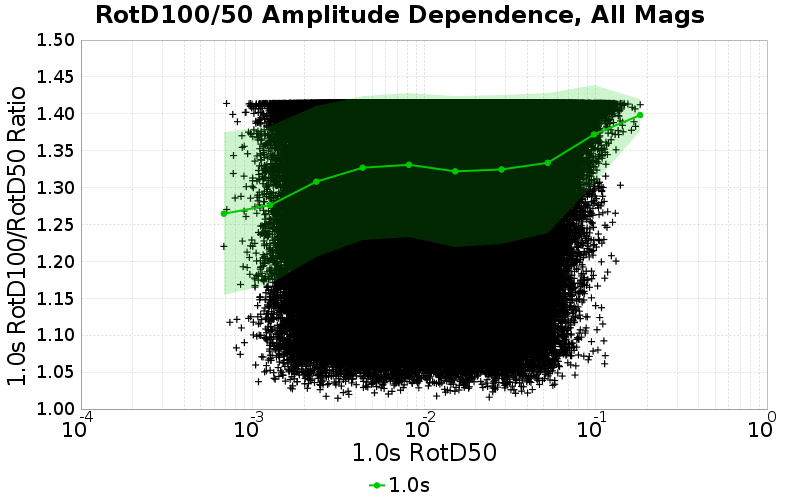 RotD100/50 Amplitude Dependence, All Mags
1.0s RotD100/RotD50 Ratio
1.50
1.45
1.40
1.35
1.30
1.25
1.20
1.15
1.10
1.05
1.00
10^-4 10^-3 10^-2 10^-1 10^0
1.0s RotD50
1.0s